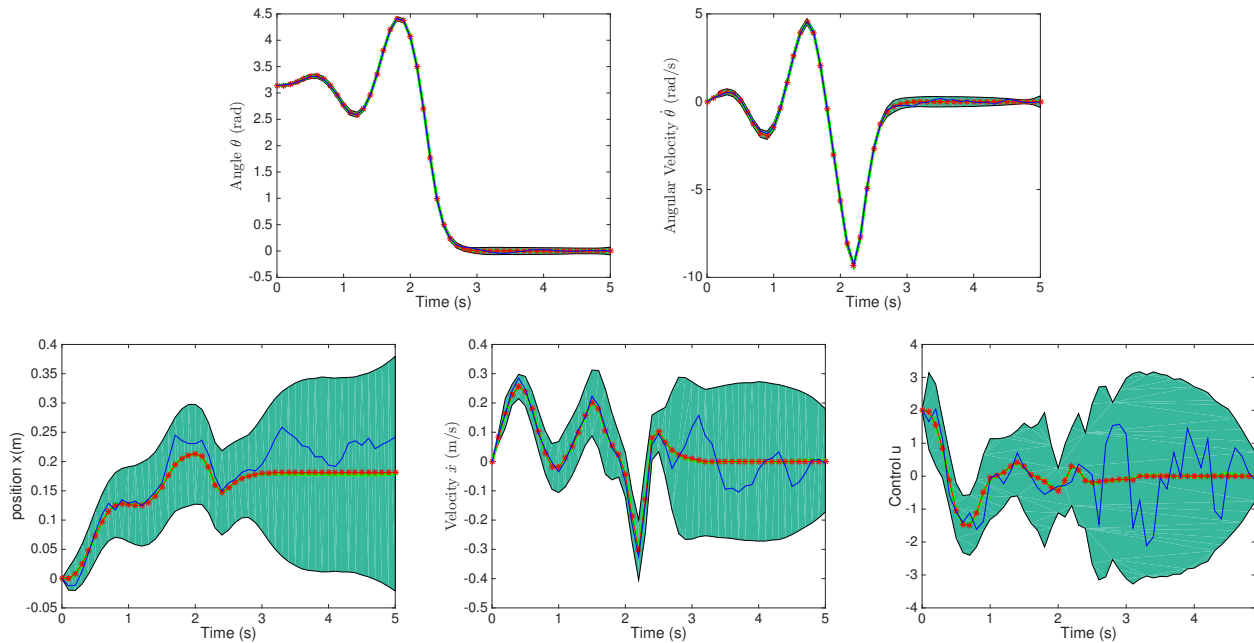 4.5
4
3.5
3
2.5
2
1.5
1
0.5
0
-0.5
Angle θ (rad)
0 1 2 3 4 5
Time (s)
5
0
-5
-10
Angular Velocity θ̇ (rad/s)
0 1 2 3 4 5
Time (s)
0.4
0.35
0.3
0.25
0.2
0.15
0.1
0.05
0
-0.05
position x(m)
0 1 2 3 4 5
Time (s)
0.4
0.3
0.2
0.1
0
-0.1
-0.2
-0.3
-0.4
-0.5
Velocity ẋ (m/s)
0 1 2 3 4 5
Time (s)
4
3
2
1
0
-1
-2
-3
-4
Control u
0 1 2 3 4
Time (s)